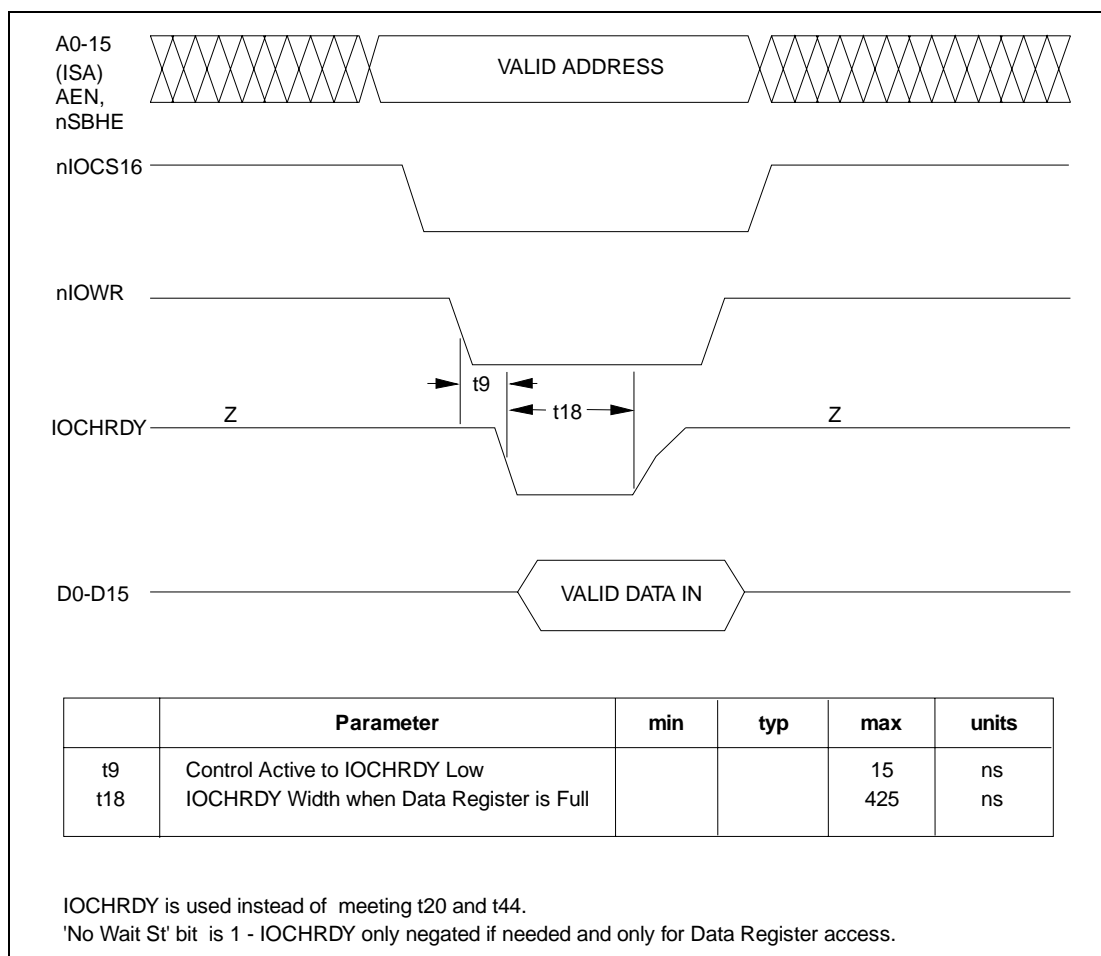 A0-15
(ISA)
AEN,
nSBHE
VALID ADDRESS
nIOCS16
nIOWR
t9
t18
IOCHRDY
Z
Z
D0-D15
VALID DATA IN
Parameter min typ max units
t9 Control Active to IOCHRDY Low 15 ns
t18 IOCHRDY Width when Data Register is Full 425 ns
IOCHRDY is used instead of meeting t20 and t44.
'No Wait St' bit is 1 - IOCHRDY only negated if needed and only for Data Register access.